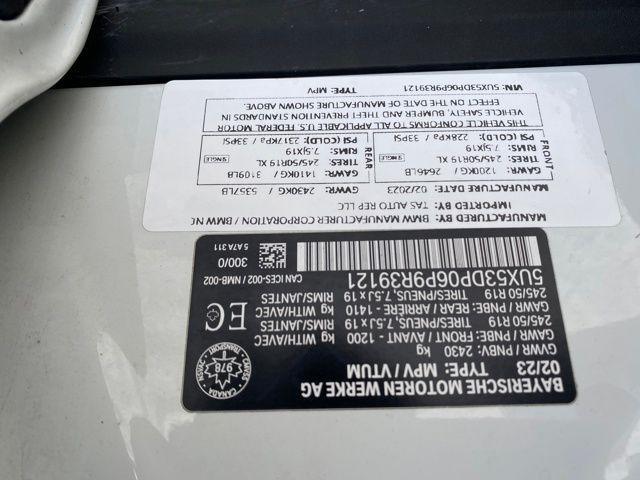 BAYERISCHE MOTOREN WERKE AG
02/23 TYPE: MPV / VTUM
GVWR / PNBV: 2430 kg
GAWR / PNBE: FRONT / AVANT - 1200 kg WITH/AVEC
245/50 R19 TIRES/PNEUS, 7.5J x 19 RIMS/JANTES
GAWR / PNBE: REAR / ARRIERE - 1410 kg WITH/AVEC
245/50 R19 TIRES/PNEUS, 7.5J x 19 RIMS/JANTES
5UX53DP06P9R39121
CANADA
TRANSPORT
978
EC
CAN ICES-002 / NMB-002
300/0
5A7A311
MANUFACTURER: BMW MANUFACTURING CORPORATION / BMW NC
IMPORTED BY: TAS AUTO REP LLC
MANUFACTURE DATE: 02/2023 GVWR: 2430KG 5357LB
FRONT
GAWR: 1200KG / 2646LB
TIRES: 245/50R19 XL SINGLE
RIMS: 7.5JX19
PSI (COLD): 228KPa / 33PSI
REAR
GAWR: 1410KG / 3109LB
TIRES: 245/50R19 XL SINGLE
RIMS: 7.5JX19
PSI (COLD): 231?KPa / 33PSI
THIS VEHICLE CONFORMS TO ALL APPLICABLE U.S. FEDERAL MOTOR
VEHICLE SAFETY, BUMPER AND THEFT PREVENTION STANDARDS IN
EFFECT ON THE DATE OF MANUFACTURE SHOWN ABOVE.
VIN: 5UX53DP06P9R39121 TYPE: MPV